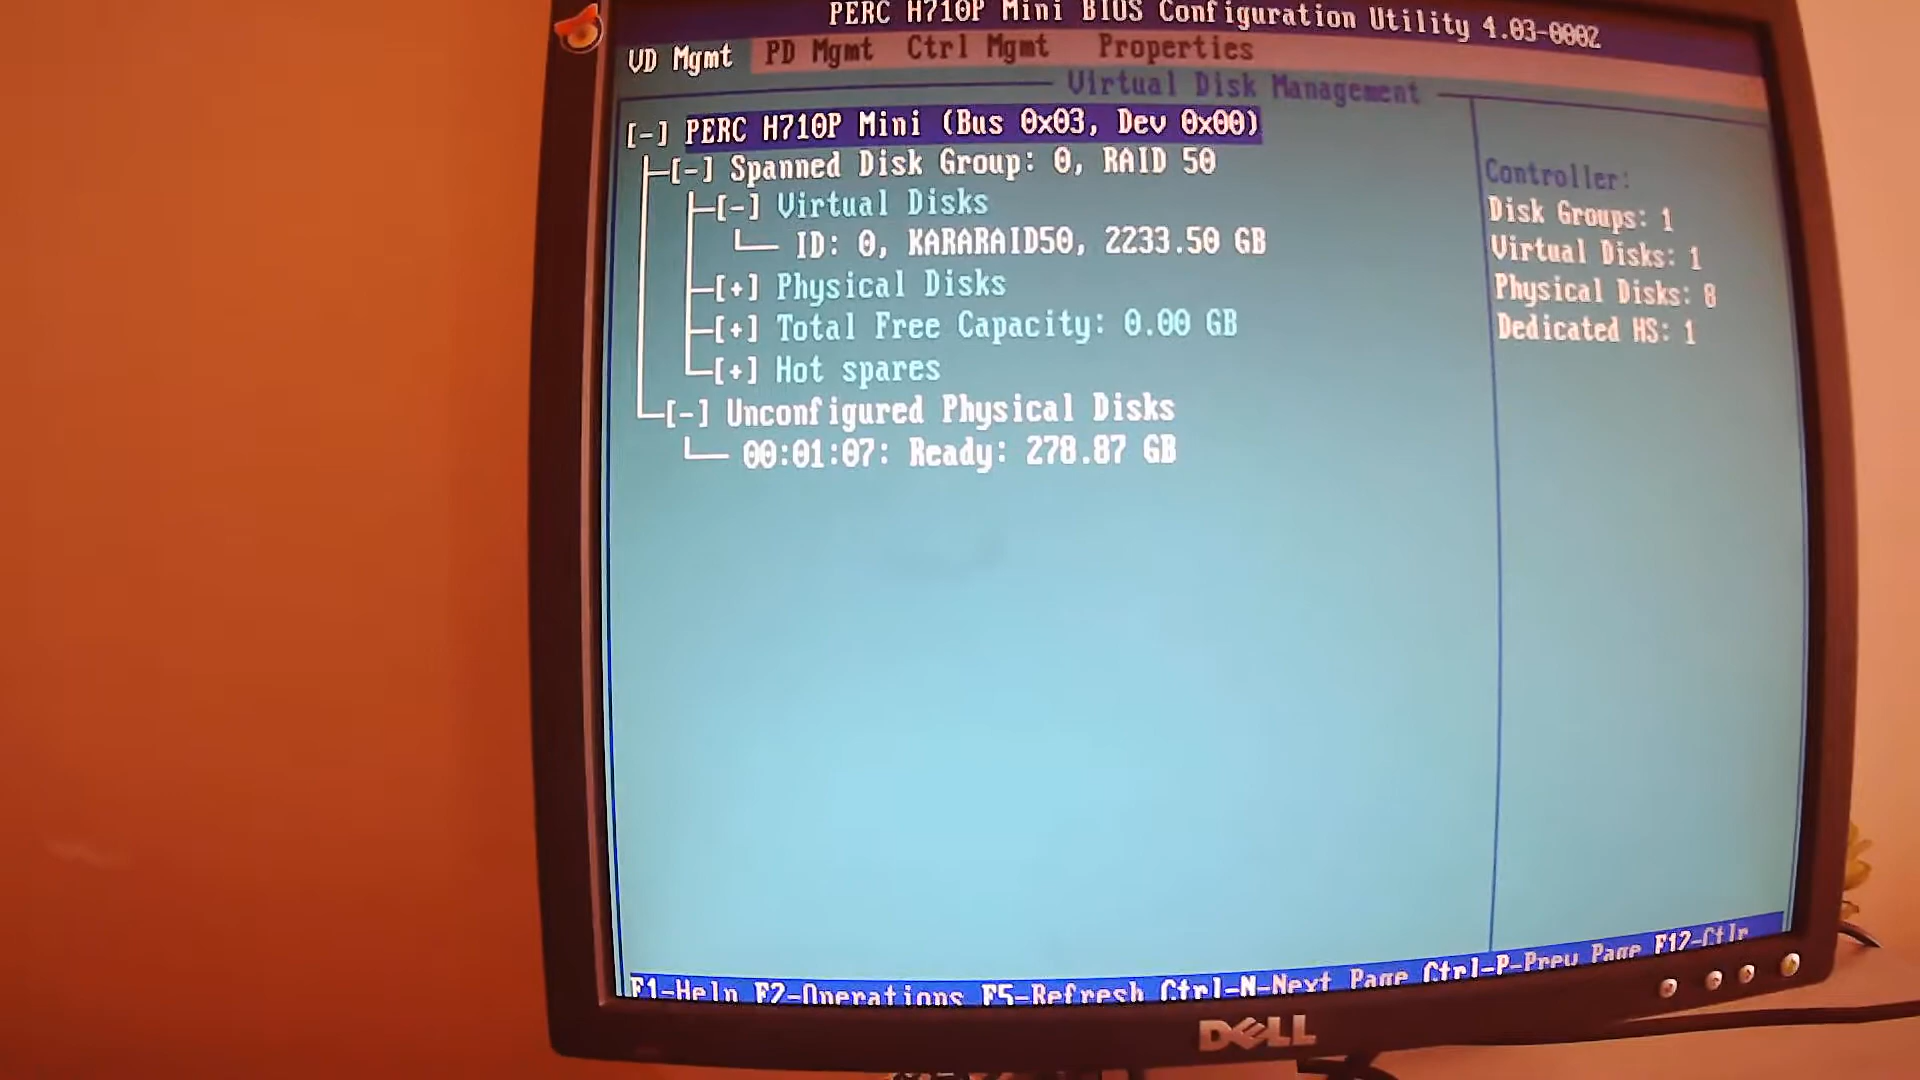 PERC H710P Mini BIOS Configuration Utility 4.03-0002
VD Mgmt PD Mgmt Ctrl Mgmt Properties
Virtual Disk Management
[-] PERC H710P Mini (Bus 0x03, Dev 0x00)
[-] Spanned Disk Group: 0, RAID 50
[-] Virtual Disks
ID: 0, KARARAID50, 2233.50 GB
[+] Physical Disks
[+] Total Free Capacity: 0.00 GB
[+] Hot spares
[-] Unconfigured Physical Disks
00:01:07: Ready: 278.87 GB
Controller:
Disk Groups: 1
Virtual Disks: 1
Physical Disks: 8
Dedicated HS: 1
F1-Help F2-Operations F5-Refresh Ctrl-N-Next Page Ctrl-P-Prev Page F12-Ctlr
DELL